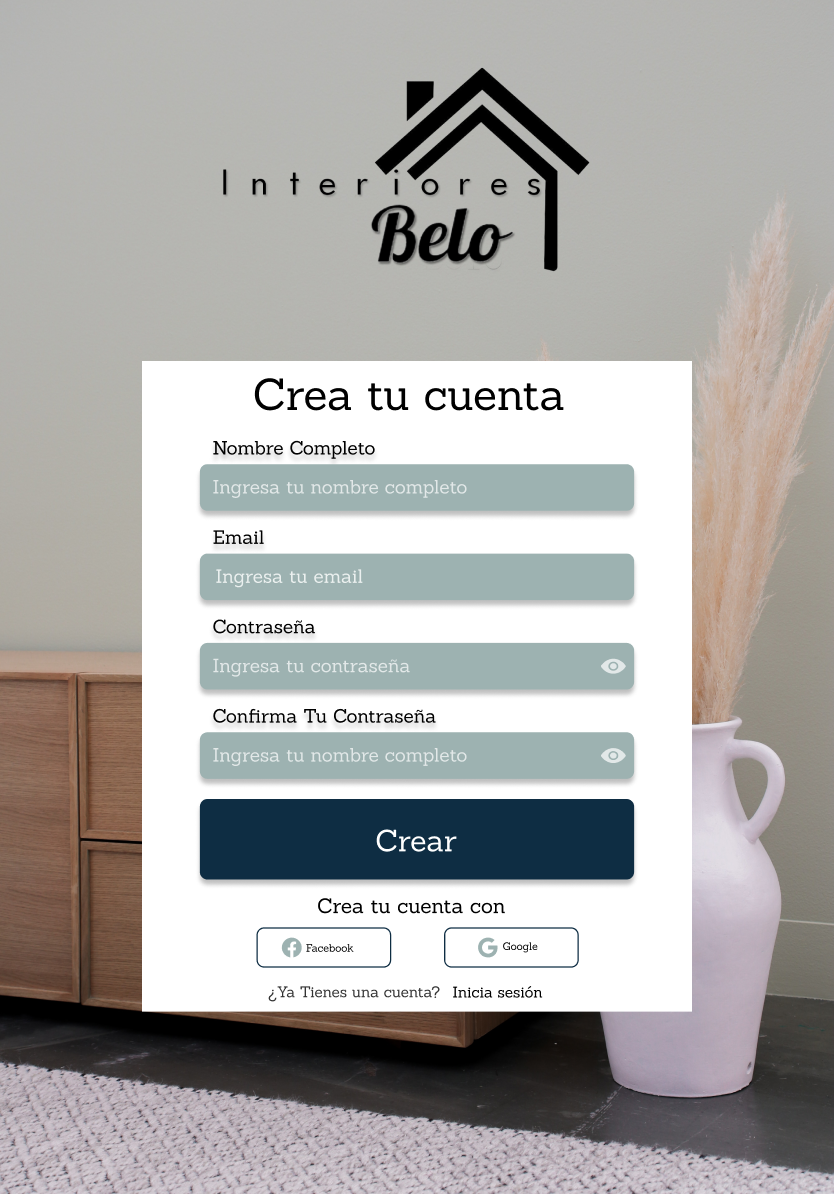 Interiores
Belo
Crea tu cuenta
Nombre Completo
Ingresa tu nombre completo
Email
Ingresa tu email
Contraseña
Ingresa tu contraseña
Confirma Tu Contraseña
Ingresa tu nombre completo
Crear
Crea tu cuenta con
Facebook Google
¿Ya Tienes una cuenta? Inicia sesión